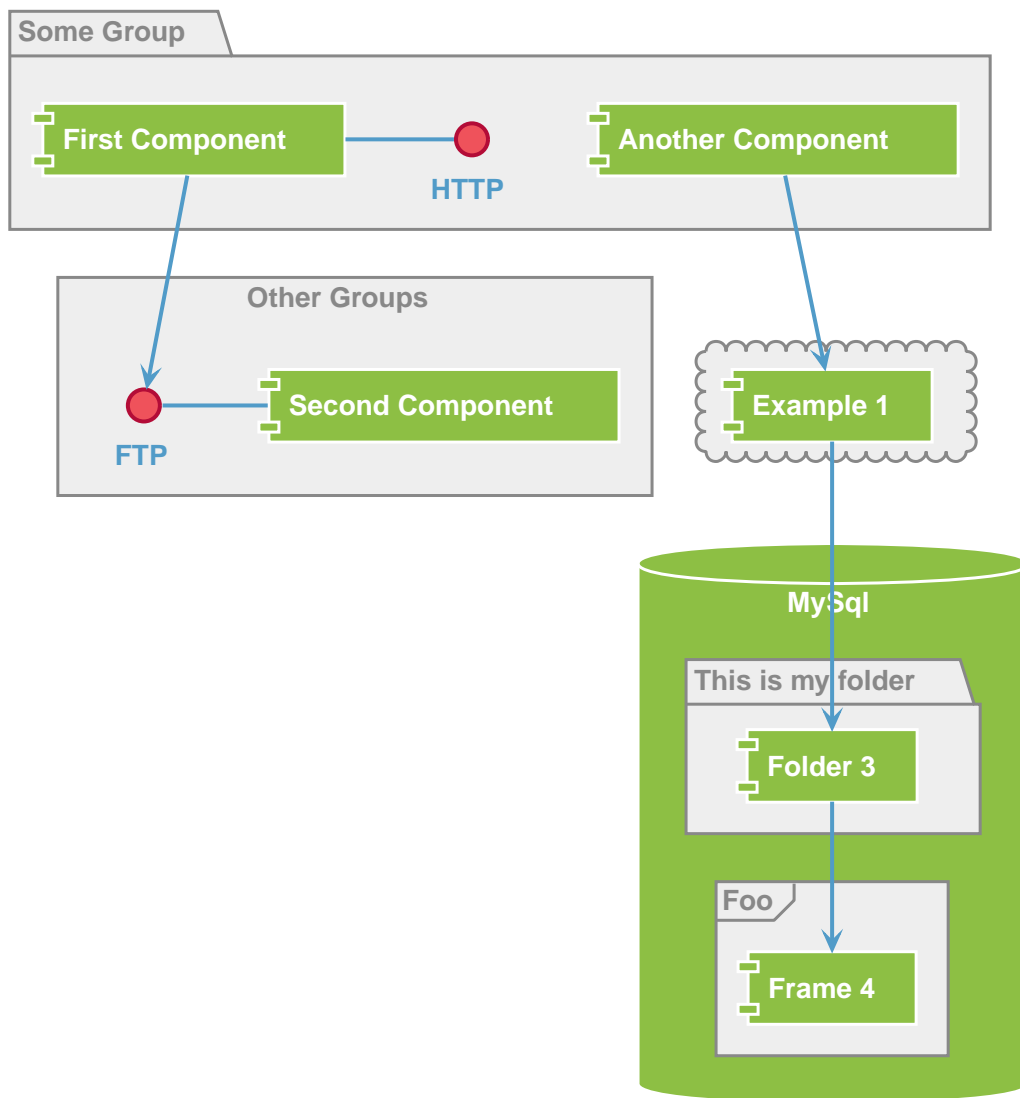 Some Group
First Component
HTTP
Another Component
Other Groups
FTP
Second Component
Example 1
MySql
This is my folder
Folder 3
Foo
Frame 4